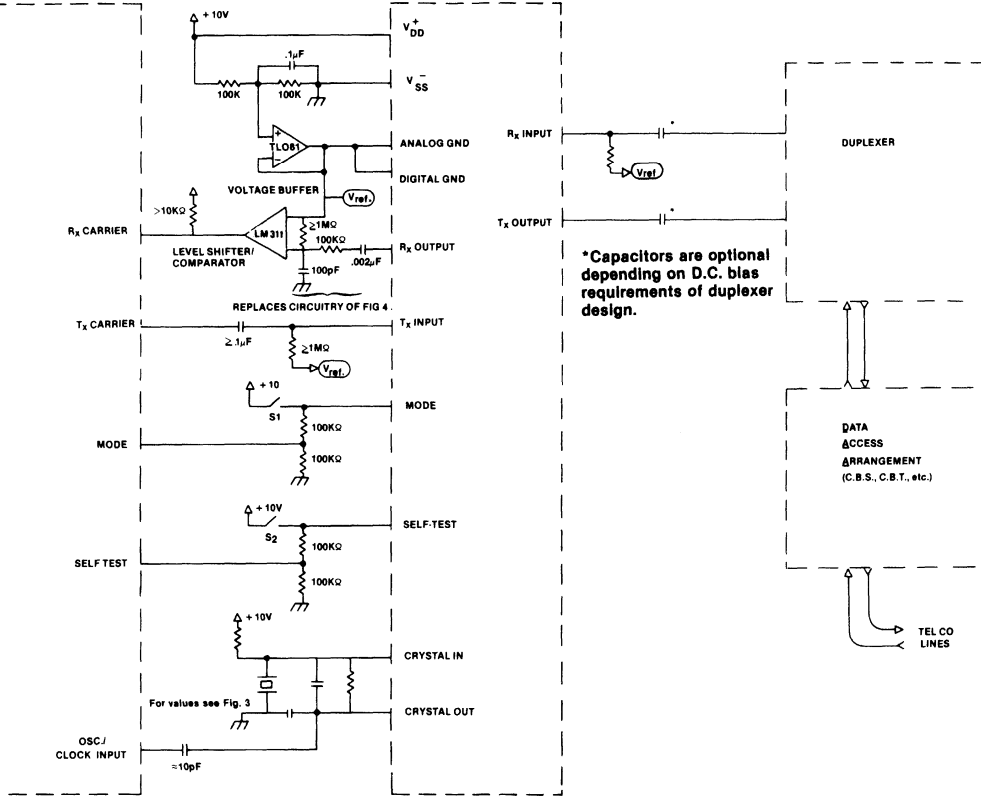 + 10V
V+DD
.1µF
V−SS
100K
100K
+
TLO81
−
ANALOG GND
DIGITAL GND
VOLTAGE BUFFER
Vref.
>10KΩ
≥1MΩ
LM 311
100KΩ
RX CARRIER
RX OUTPUT
LEVEL SHIFTER/
COMPARATOR
.002µF
100pF
REPLACES CIRCUITRY OF FIG 4.
TX CARRIER
TX INPUT
≥ .1µF
≥1MΩ
Vref.
+ 10
S1
MODE
100KΩ
MODE
100KΩ
+ 10V
S2
SELF-TEST
100KΩ
SELF TEST
100KΩ
+ 10V
CRYSTAL IN
For values see Fig. 3
CRYSTAL OUT
OSC./
CLOCK INPUT
≈10pF
RX INPUT
*
Vref
DUPLEXER
TX OUTPUT
*
*Capacitors are optional
depending on D.C. bias
requirements of duplexer
design.
DATA
ACCESS
ARRANGEMENT
(C.B.S., C.B.T., etc.)
TEL CO
LINES